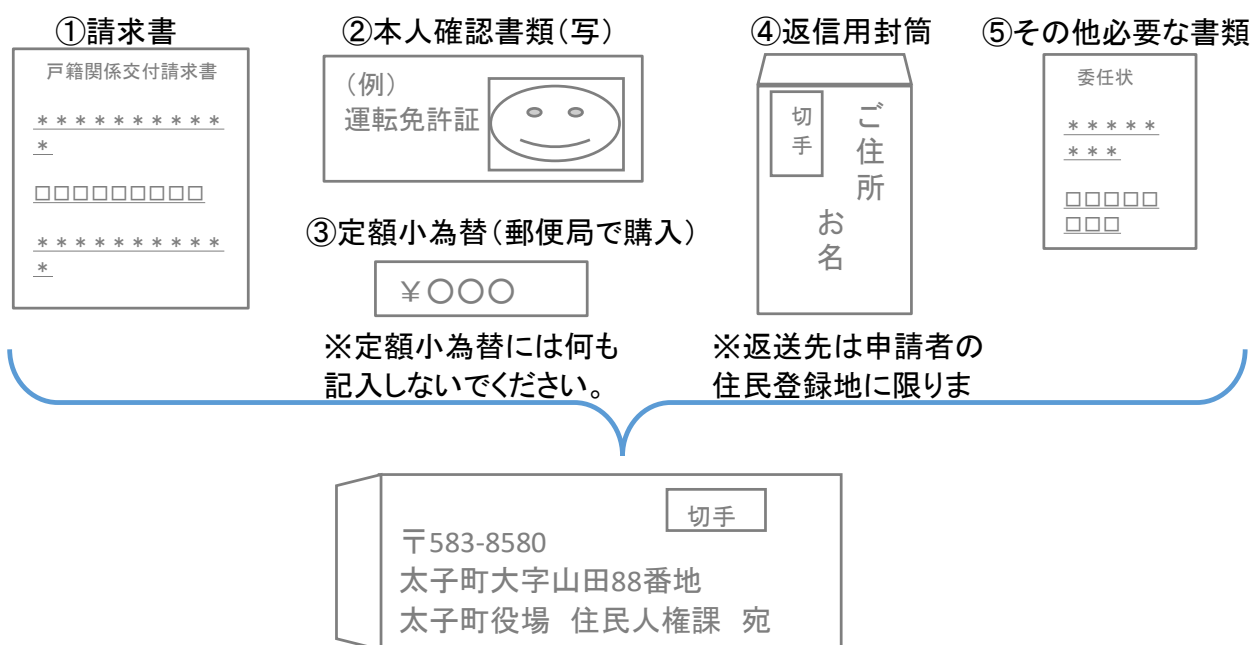 ①請求書
戸籍関係交付請求書
**********
*
□□□□□□□□□
**********
*
②本人確認書類(写)
(例)
運転免許証
③定額小為替(郵便局で購入)
¥〇〇〇
※定額小為替には何も
記入しないでください。
④返信用封筒
切手
ご住所
お名
※返送先は申請者の
住民登録地に限りま
⑤その他必要な書類
委任状
*****
***
□□□□□
□□□
切手
〒583-8580
太子町大字山田88番地
太子町役場 住民人権課 宛